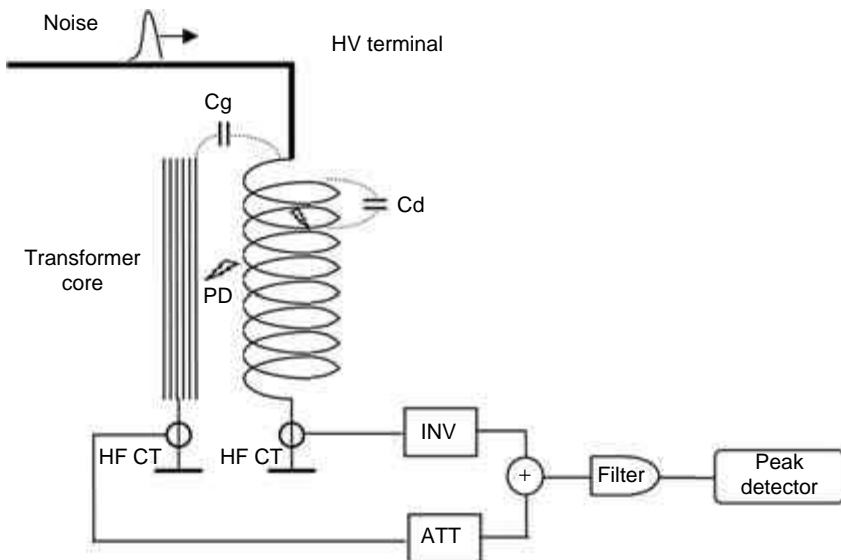 Noise
HV terminal
Cg
Cd
Transformer
core
PD
HF CT
HF CT
INV
+
Filter
Peak
detector
ATT